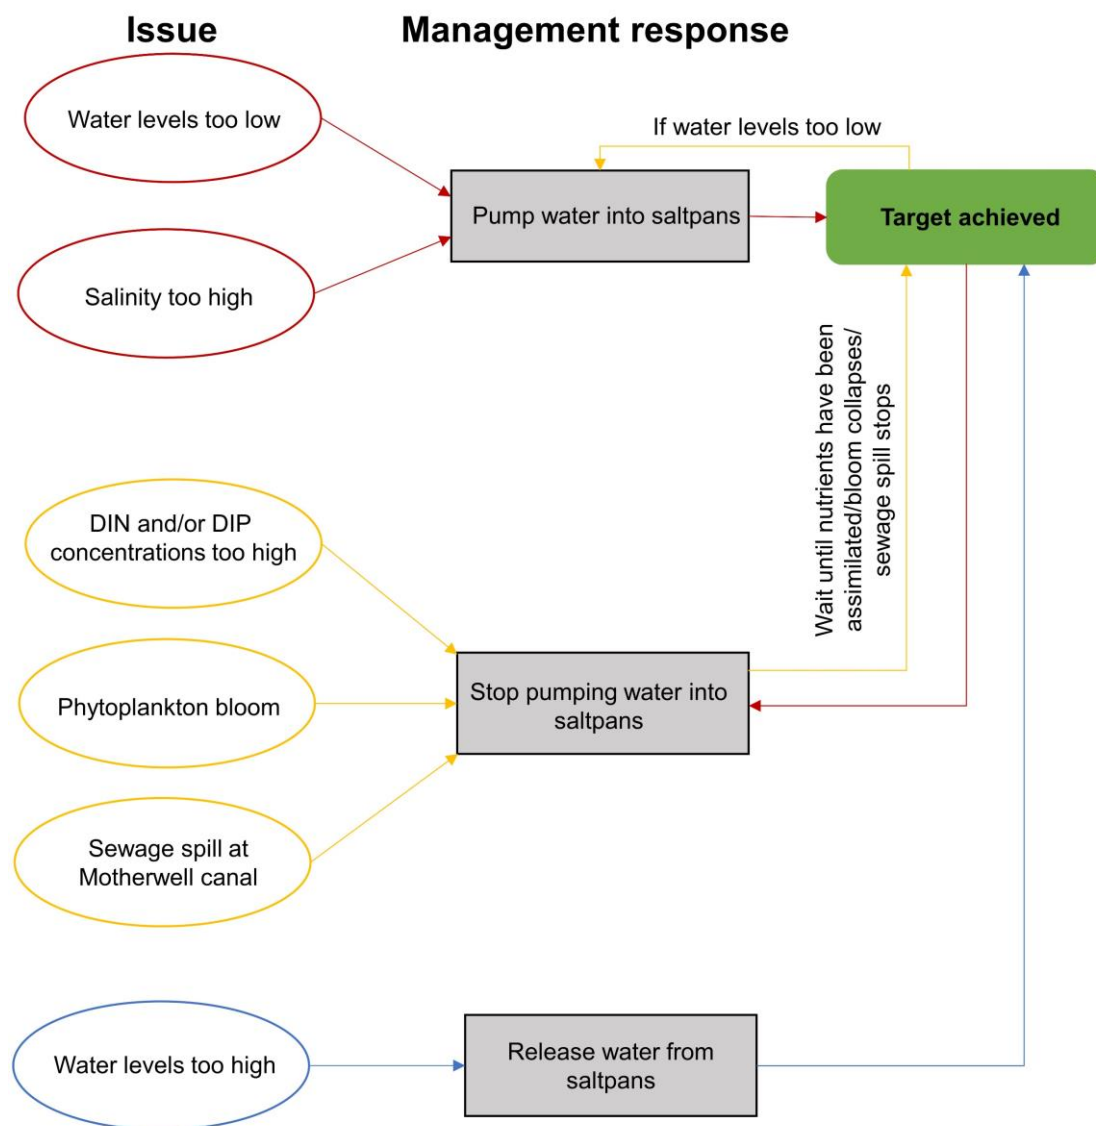 Issue
Management response
Water levels too low
If water levels too low
Pump water into saltpans
Target achieved
Salinity too high
Wait until nutrients have been
assimilated/bloom collapses/
sewage spill stops
DIN and/or DIP
concentrations too high
Phytoplankton bloom
Stop pumping water into
saltpans
Sewage spill at
Motherwell canal
Water levels too high
Release water from
saltpans